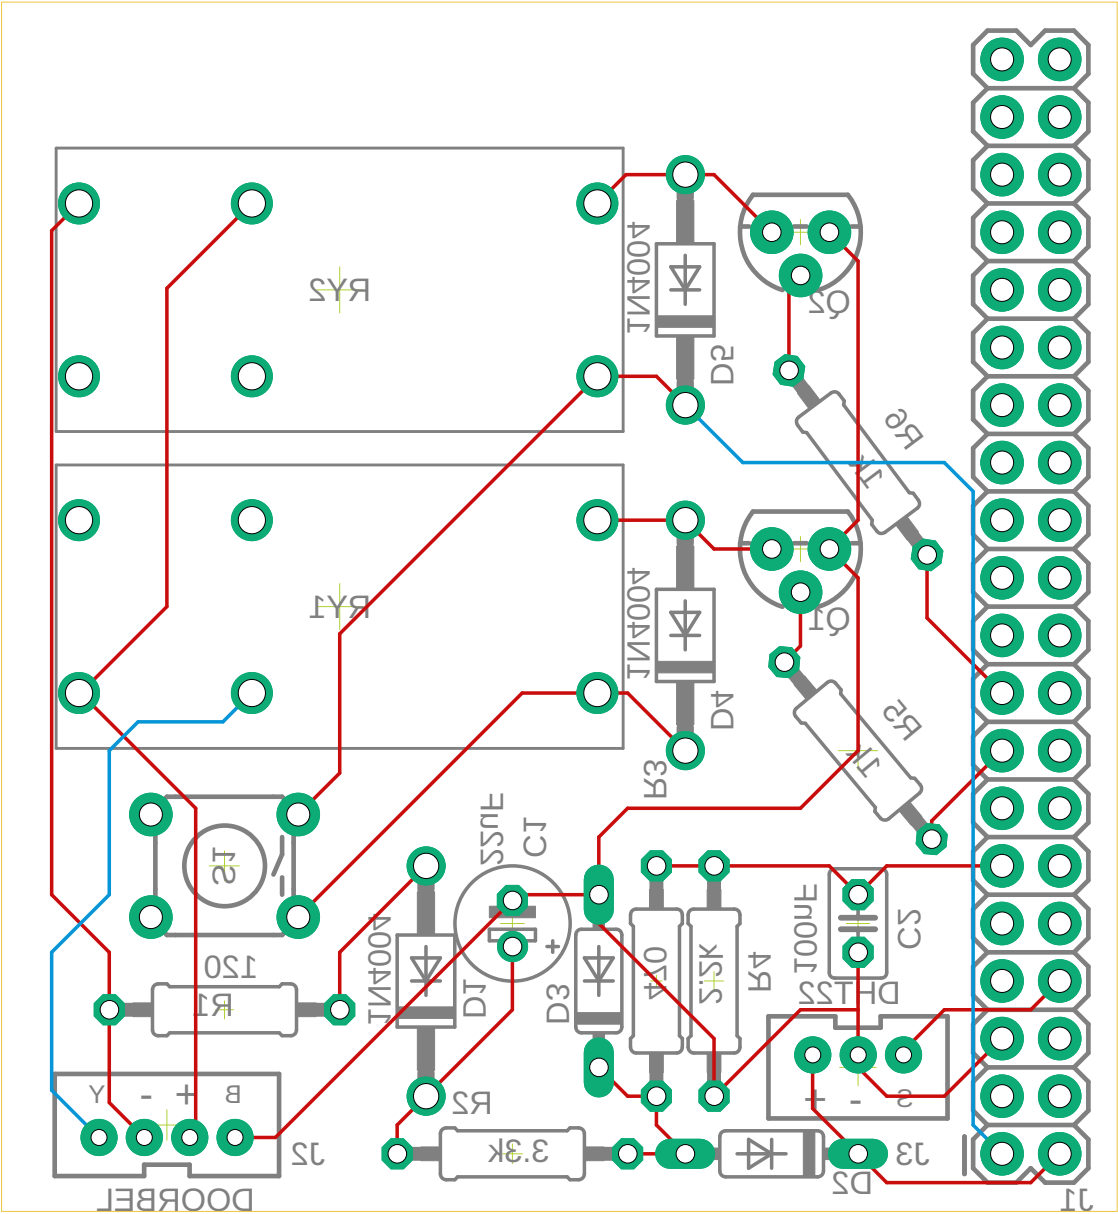 1N4004
RY2
Q2
D5
R6
1k
1N4004
RY1
Q1
D4
R5
1k
R3
22uF
C1
S1
1N4004
100nF
C2
120
R1
D1
D3
470
2.2k
R4
DHT22
Y - + B
+ - S
R2
J2
3.3k
D2
J3
DOORBEL
J1